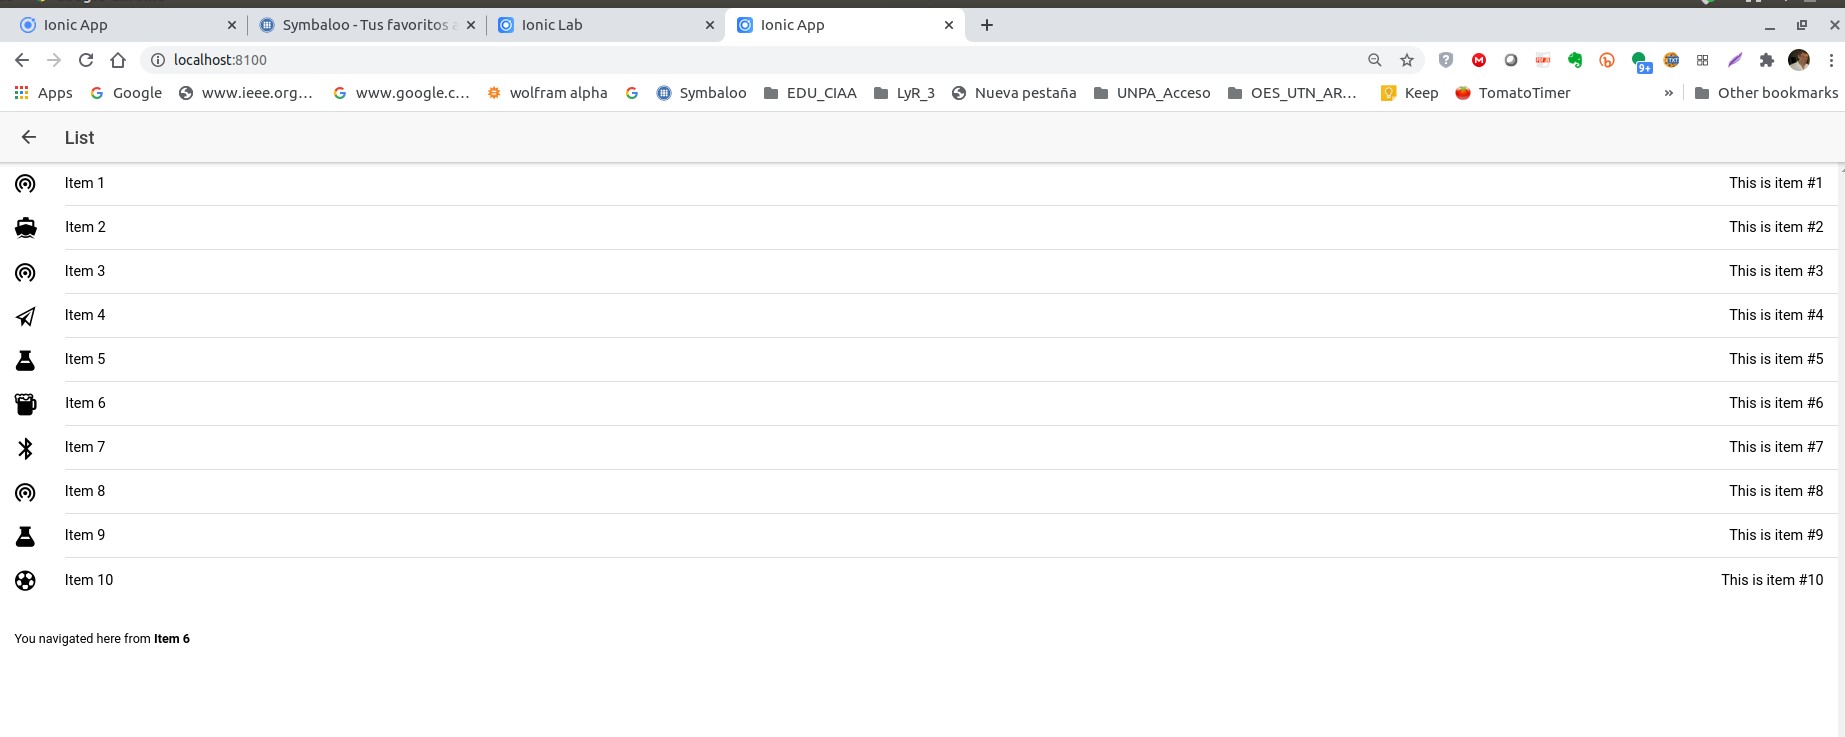 Ionic App
Symbaloo - Tus favoritos
Ionic Lab
Ionic App
localhost:8100
9+
Apps Google www.ieee.org... www.google.c... wolfram alpha Symbaloo EDU_CIAA LyR_3 Nueva pestaña UNPA_Acceso OES_UTN_AR... Keep TomatoTimer » Other bookmarks
List
Item 1 This is item #1
Item 2 This is item #2
Item 3 This is item #3
Item 4 This is item #4
Item 5 This is item #5
Item 6 This is item #6
Item 7 This is item #7
Item 8 This is item #8
Item 9 This is item #9
Item 10 This is item #10
You navigated here from Item 6